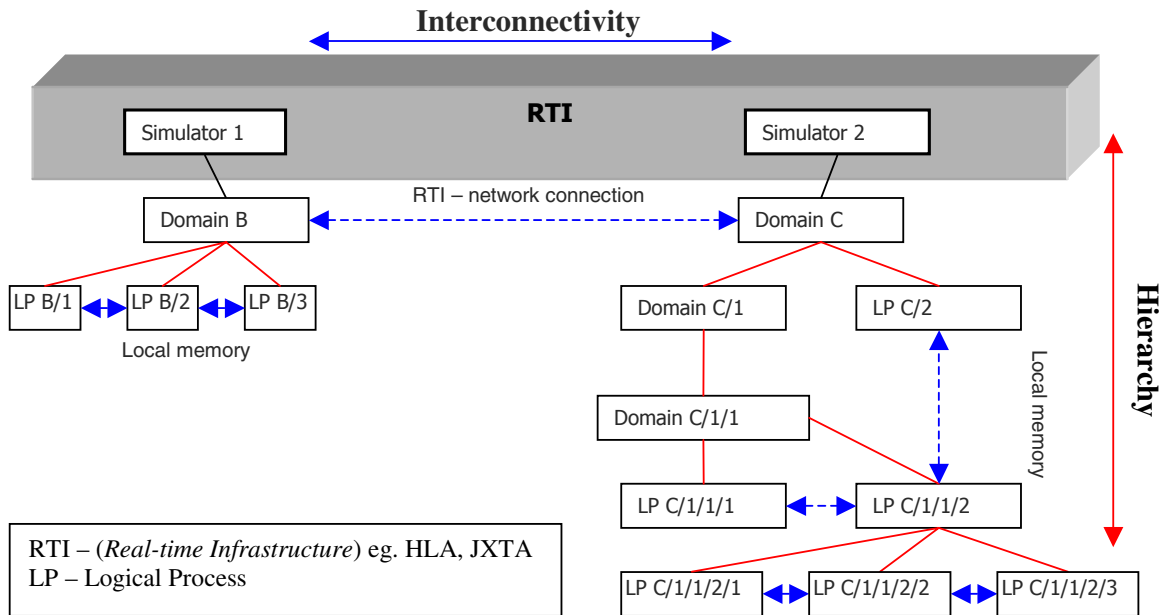 Interconnectivity
RTI
Simulator 1
Simulator 2
RTI – network connection
Domain B
Domain C
LP B/1
LP B/2
LP B/3
Domain C/1
LP C/2
Local memory
Local memory
Hierarchy
Domain C/1/1
LP C/1/1/1
LP C/1/1/2
RTI – (Real-time Infrastructure) eg. HLA, JXTA
LP – Logical Process
LP C/1/1/2/1
LP C/1/1/2/2
LP C/1/1/2/3